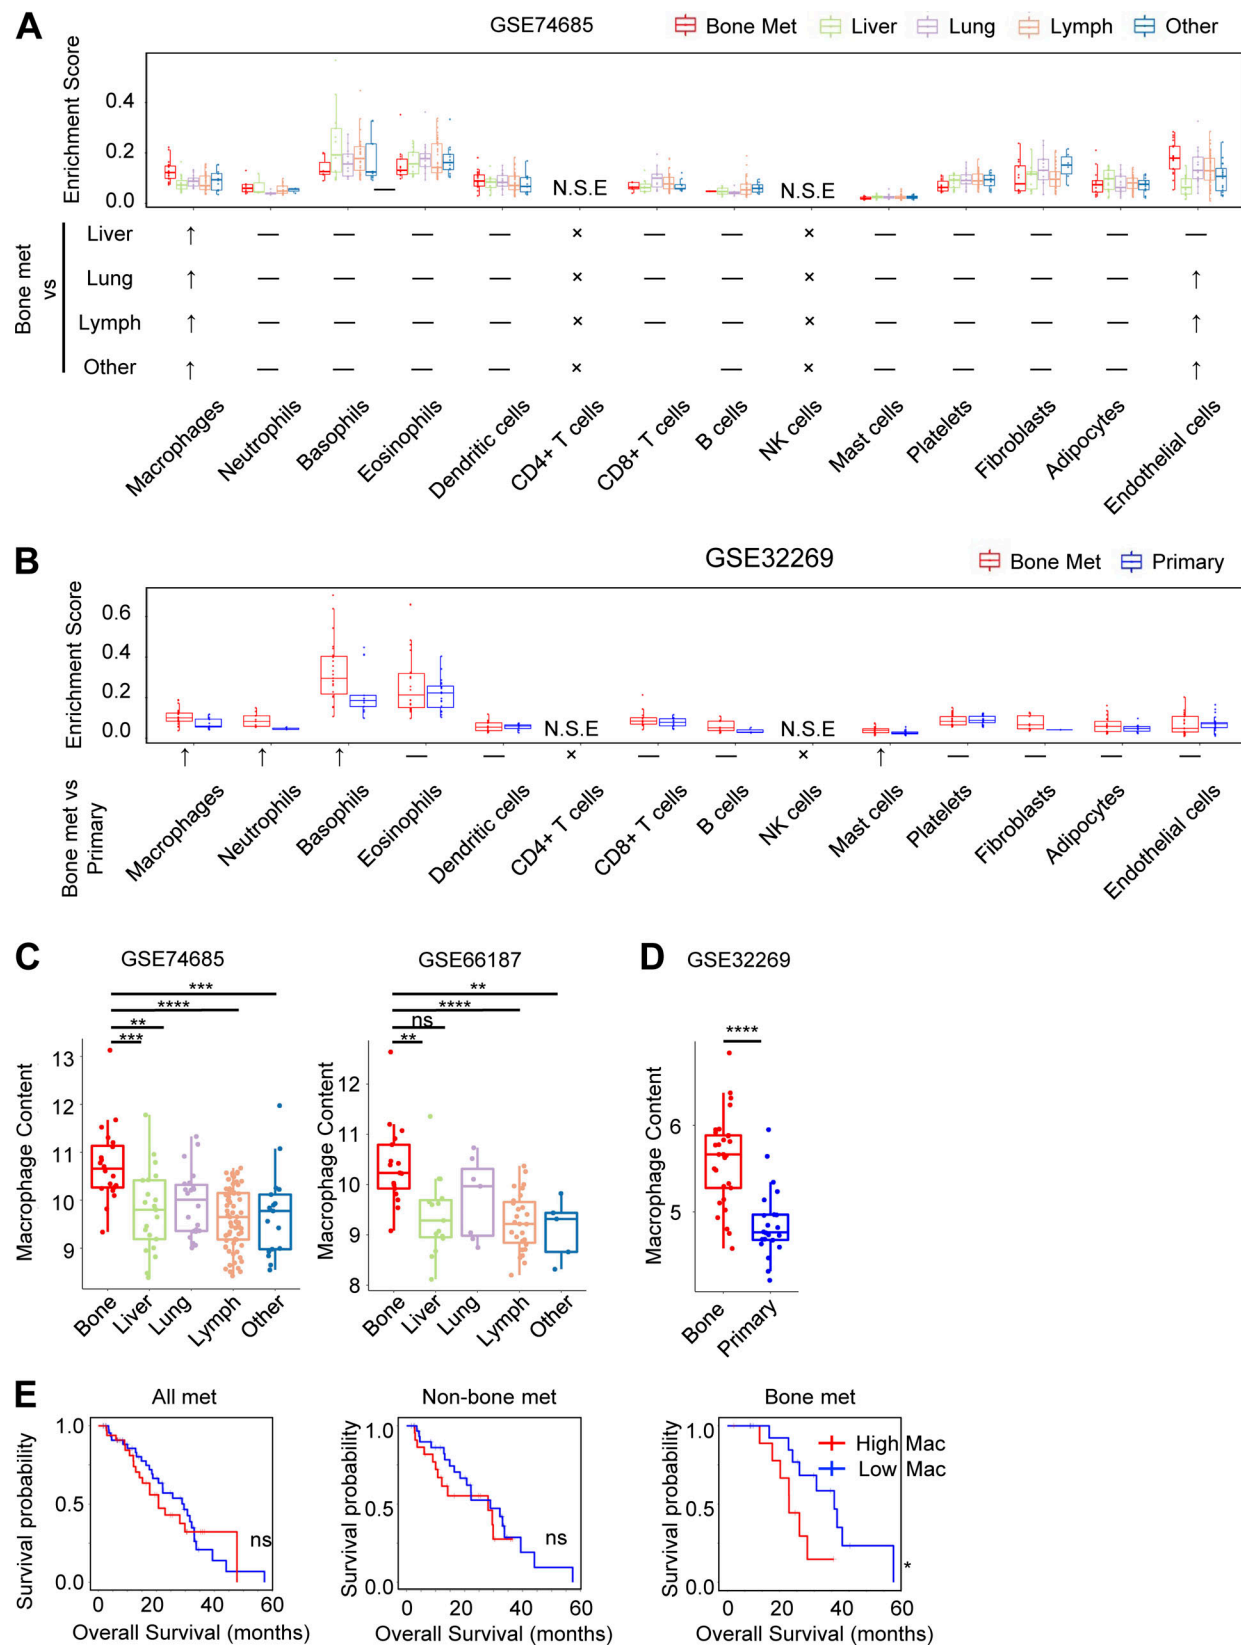 A
GSE74685
Bone Met Liver Lung Lymph Other
Enrichment Score
0.4
0.2
0.0
N.S.E
N.S.E
Bone met
vs
Liver ↑ — — — — × — — × — — — — —
Lung ↑ — — — — × — — × — — — — ↑
Lymph ↑ — — — — × — — × — — — — ↑
Other ↑ — — — — × — × — — — — ↑
Macrophages
Neutrophils
Basophils
Eosinophils
Dendritic cells
CD4+ T cells
CD8+ T cells
B cells
NK cells
Mast cells
Platelets
Fibroblasts
Adipocytes
Endothelial cells
B
GSE32269
Bone Met Primary
Enrichment Score
0.6
0.4
0.2
0.0
N.S.E
N.S.E
Bone met vs
Primary
↑ ↑ ↑ — — × — — × ↑ — — — —
Macrophages
Neutrophils
Basophils
Eosinophils
Dendritic cells
CD4+ T cells
CD8+ T cells
B cells
NK cells
Mast cells
Platelets
Fibroblasts
Adipocytes
Endothelial cells
C
GSE74685
***
****
**
***
Macrophage Content
13
12
11
10
9
Bone
Liver
Lung
Lymph
Other
GSE66187
**
****
ns
**
Macrophage Content
12
11
10
9
8
Bone
Liver
Lung
Lymph
Other
D
GSE32269
****
Macrophage Content
6
5
Bone
Primary
E
All met
Survival probability
1.0
0.5
0.0
ns
0 20 40 60
Overall Survival (months)
Non-bone met
Survival probability
1.0
0.5
0.0
ns
0 20 40 60
Overall Survival (months)
Bone met
Survival probability
1.0
0.5
0.0
High Mac
Low Mac
*
0 20 40 60
Overall Survival (months)